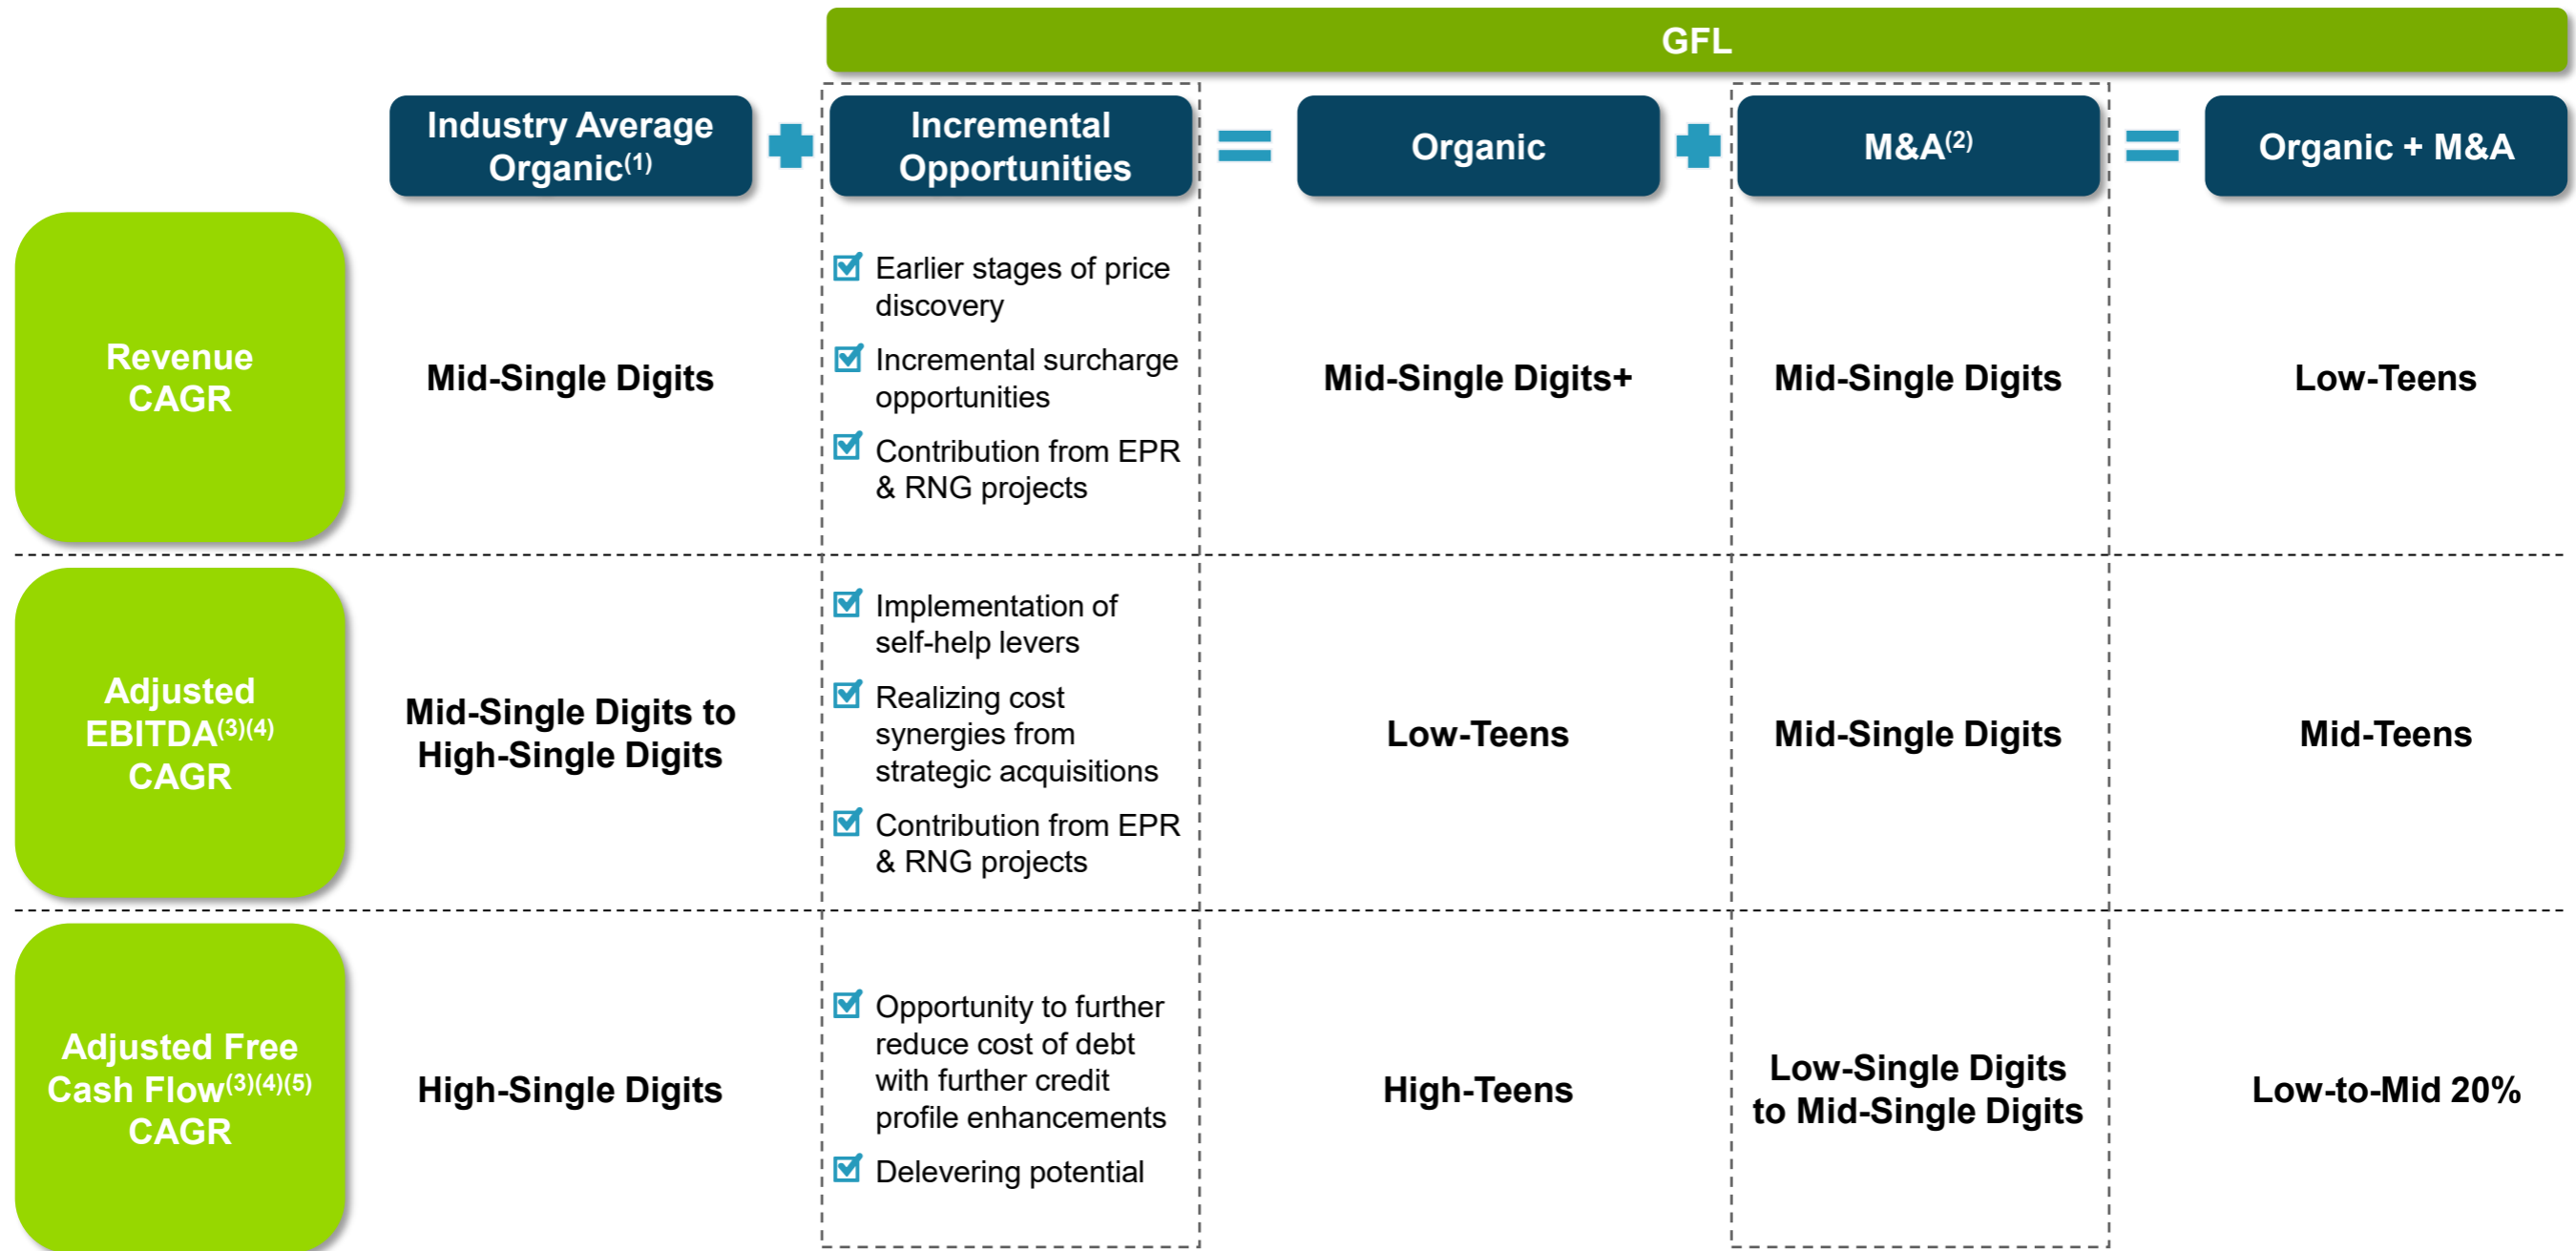 GFL
Industry Average
Organic(1)
Incremental
Opportunities
Organic
M&A(2)
Organic + M&A
Revenue
CAGR
Mid-Single Digits
Earlier stages of price
discovery
Incremental surcharge
opportunities
Contribution from EPR
& RNG projects
Mid-Single Digits+
Mid-Single Digits
Low-Teens
Adjusted
EBITDA(3)(4)
CAGR
Mid-Single Digits to
High-Single Digits
Implementation of
self-help levers
Realizing cost
synergies from
strategic acquisitions
Contribution from EPR
& RNG projects
Low-Teens
Mid-Single Digits
Mid-Teens
Adjusted Free
Cash Flow(3)(4)(5)
CAGR
High-Single Digits
Opportunity to further
reduce cost of debt
with further credit
profile enhancements
Delevering potential
High-Teens
Low-Single Digits
to Mid-Single Digits
Low-to-Mid 20%